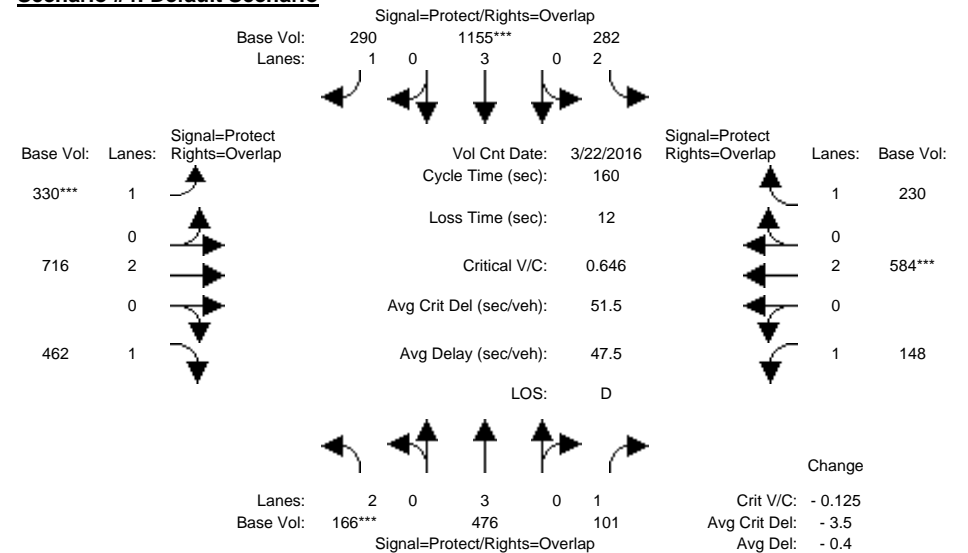 Scenario #1: Default Scenario
Signal=Protect/Rights=Overlap
Base Vol: 290 1155*** 282
Lanes: 1 0 3 0 2
Signal=Protect Signal=Protect
Base Vol: Lanes: Rights=Overlap Vol Cnt Date: 3/22/2016 Rights=Overlap Lanes: Base Vol:
Cycle Time (sec): 160
330*** 1 1 230
Loss Time (sec): 12
0 0
716 2 Critical V/C: 0.646 2 584***
0 Avg Crit Del (sec/veh): 51.5 0
462 1 Avg Delay (sec/veh): 47.5 1 148
LOS: D
Change
Lanes: 2 0 3 0 1 Crit V/C: - 0.125
Base Vol: 166*** 476 101 Avg Crit Del: - 3.5
Signal=Protect/Rights=Overlap Avg Del: - 0.4